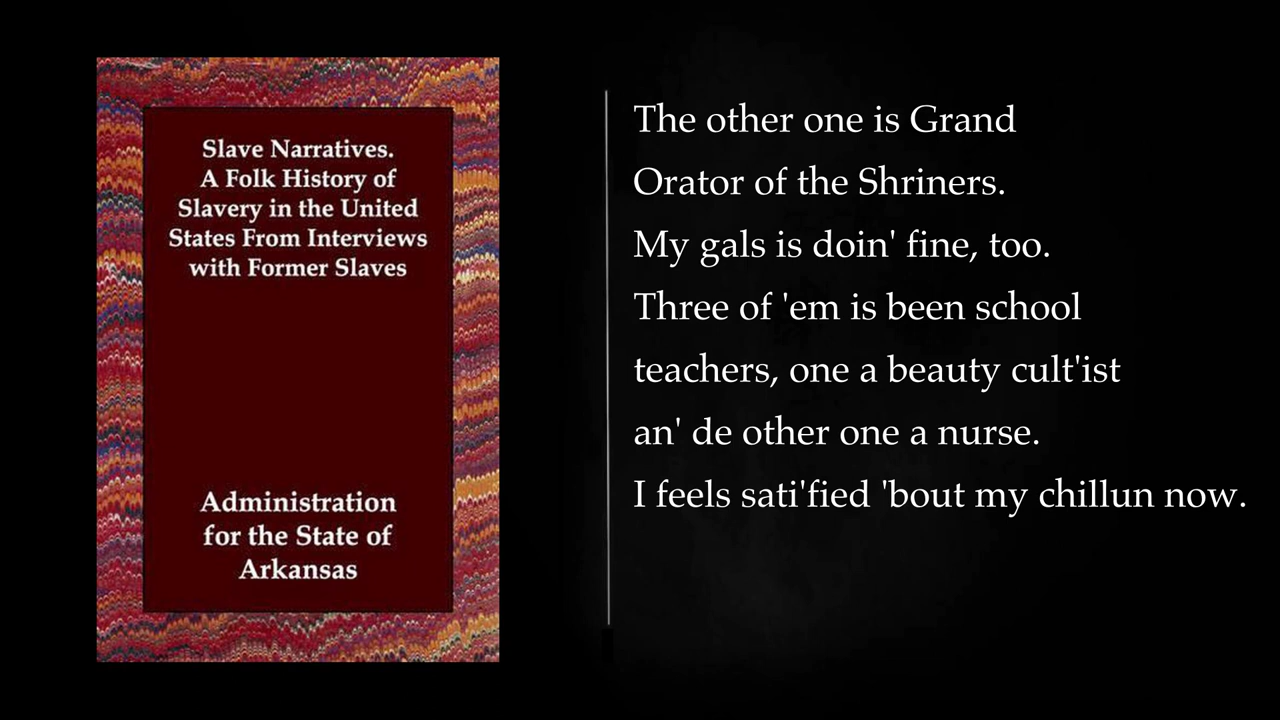 Slave Narratives.
A Folk History of
Slavery in the United
States From Interviews
with Former Slaves
Administration
for the State of
Arkansas
The other one is Grand
Orator of the Shriners.
My gals is doin' fine, too.
Three of 'em is been school
teachers, one a beauty cult'ist
an' de other one a nurse.
I feels sati'fied 'bout my chillun now.